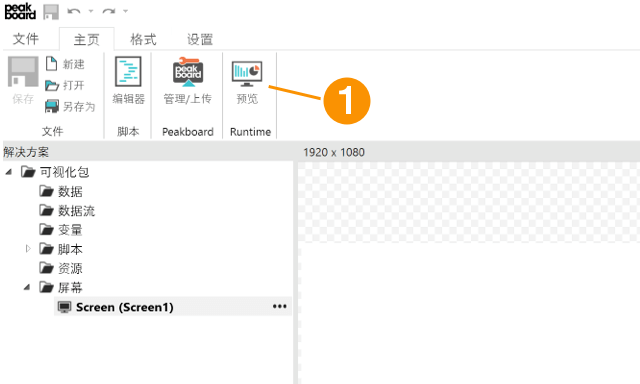 peak
board
文件 主页 格式 设置
新建
打开
另存为
保存
编辑器
peak
board
管理/上传
预览
文件 脚本 Peakboard Runtime
1
解决方案
1920 x 1080
可视化包
数据
数据流
变量
脚本
资源
屏幕
Screen (Screen1)